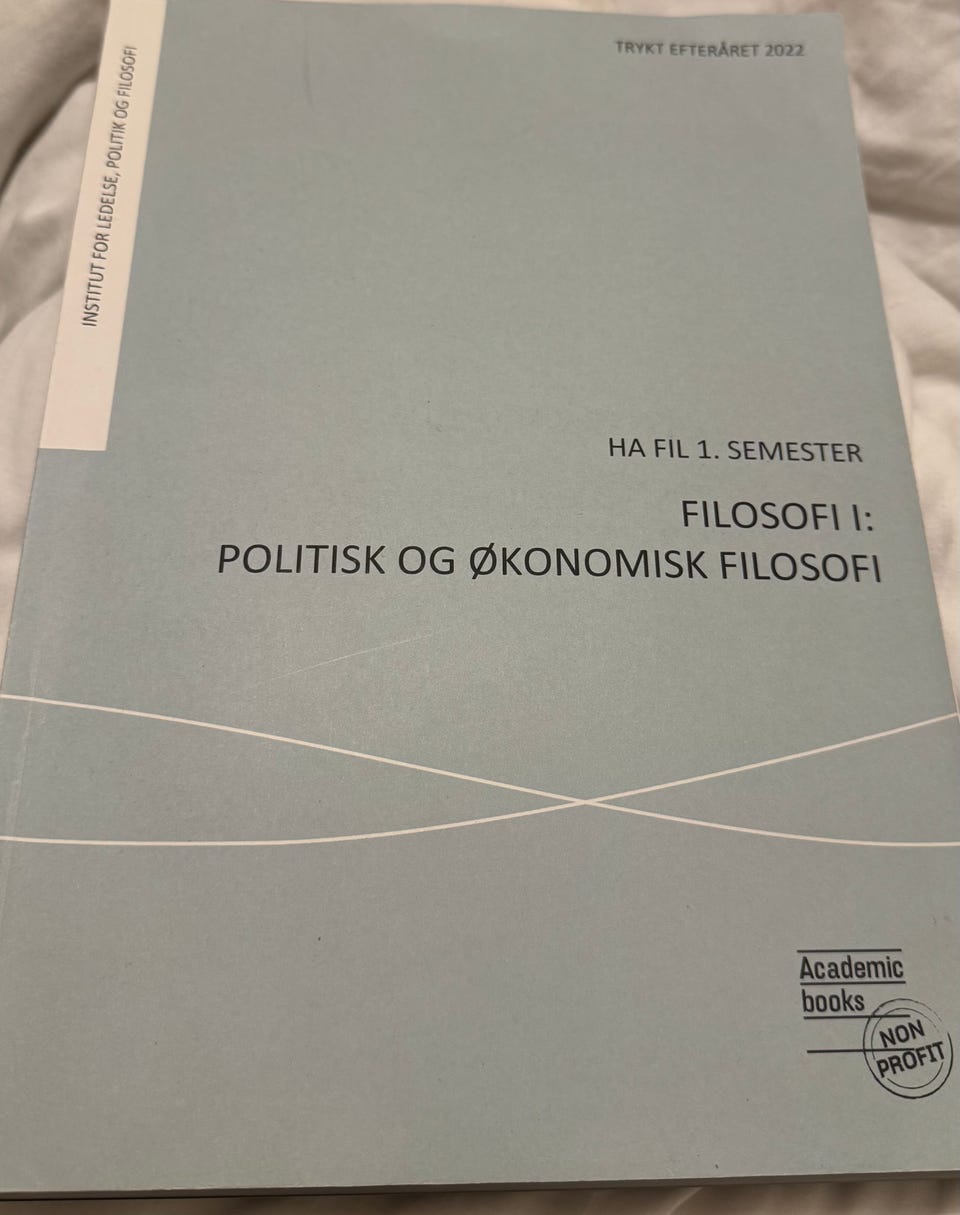 TRYKT EFTERÅRET 2022
INSTITUT FOR LEDELSE, POLITIK OG FILOSOFI
HA FIL 1. SEMESTER
FILOSOFI I:
POLITISK OG ØKONOMISK FILOSOFI
Academic
books
NON
PROFIT